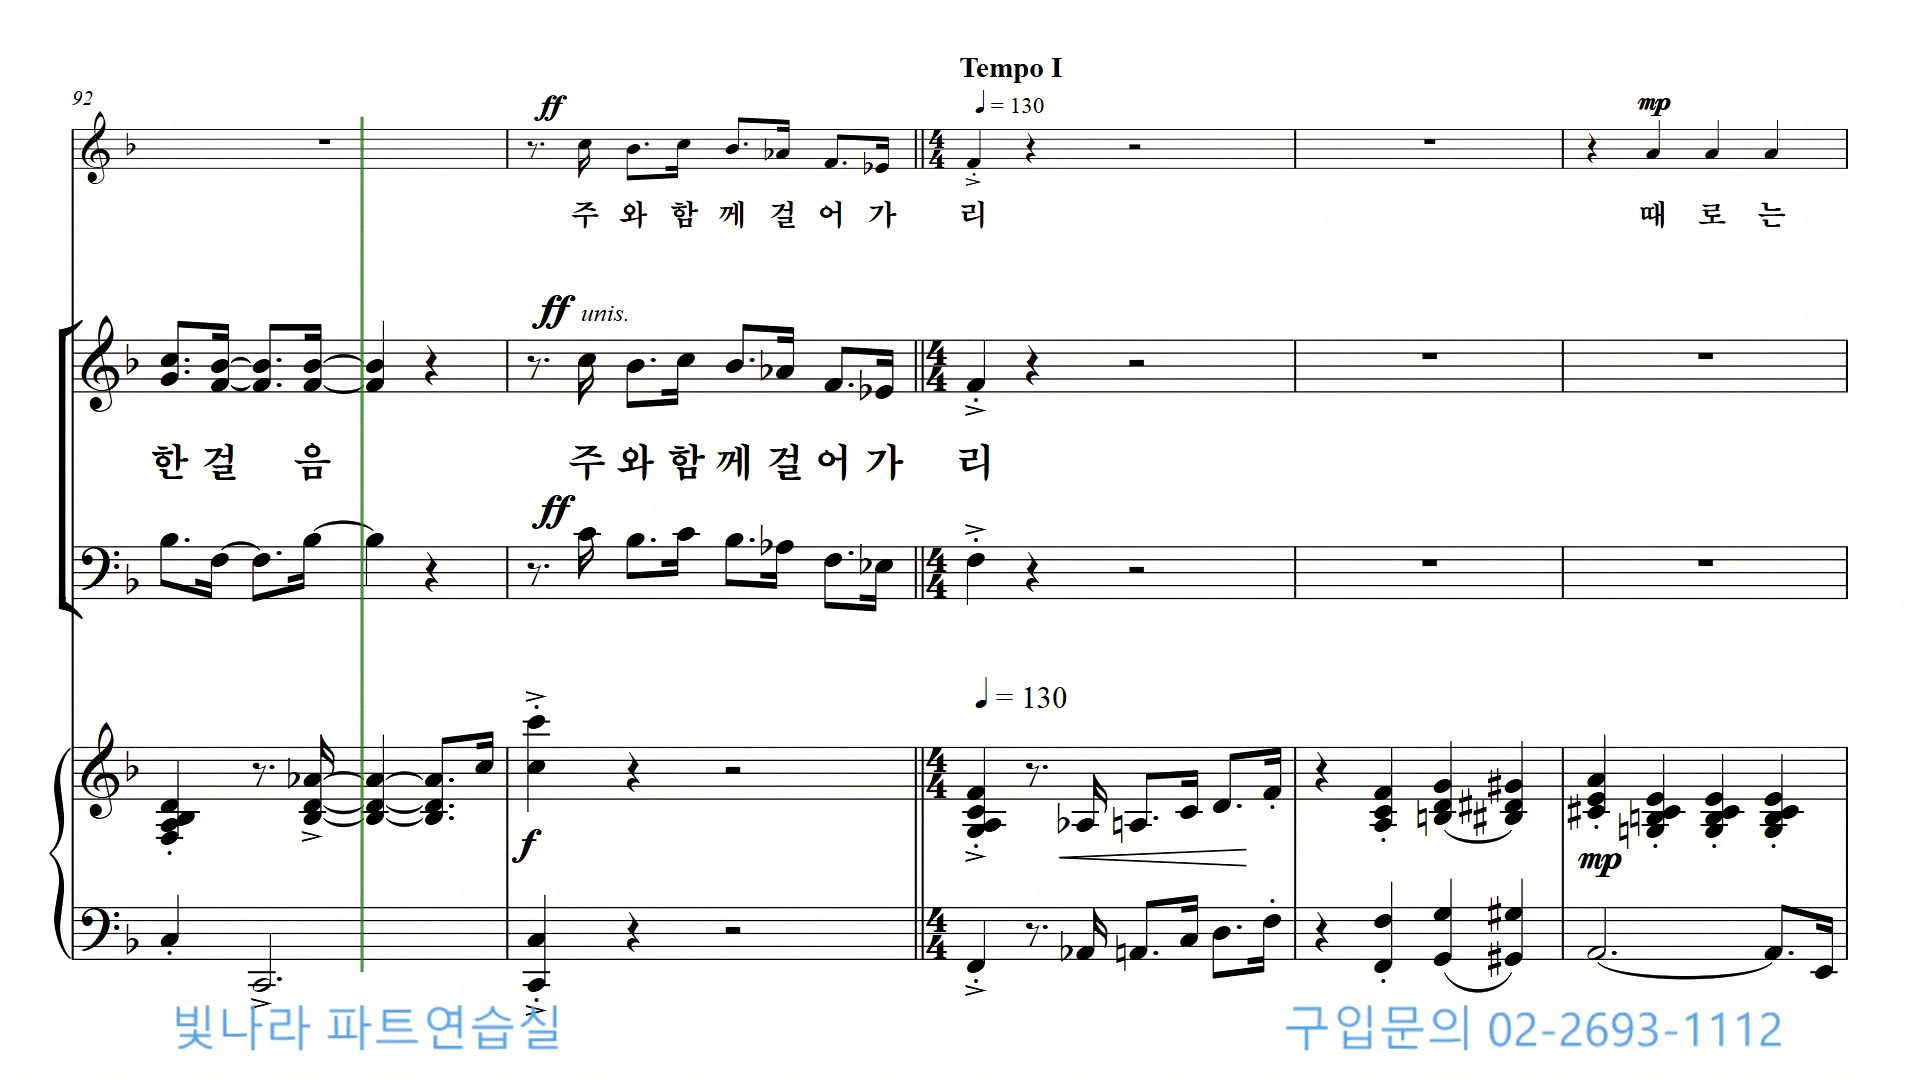 Tempo I
92
ff
♩ = 130
mp
주 와 함 께 걸 어 가 리
때 로 는
ff unis.
한 걸 음 주 와 함 께 걸 어 가 리
ff
♩ = 130
f
mp
빛나라 파트연습실
구입문의 02-2693-1112